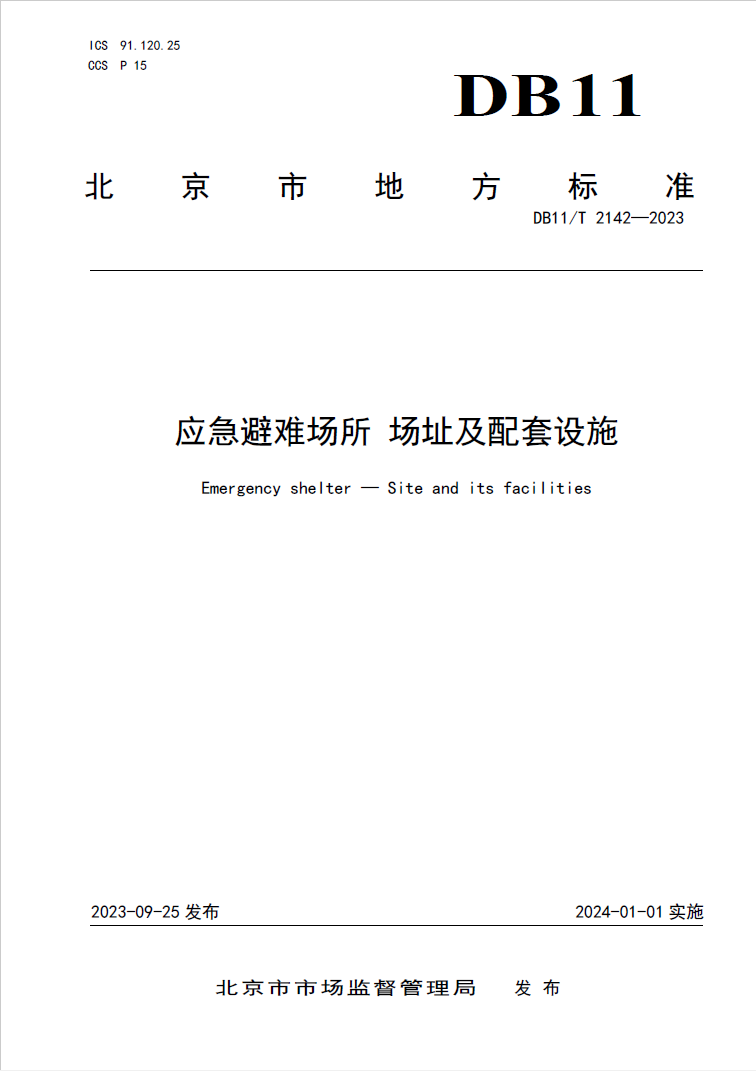 ICS 91.120.25
CCS P 15
DB11
北京市地方标准
DB11/T 2142—2023
应急避难场所 场址及配套设施
Emergency shelter — Site and its facilities
2023-09-25 发布
2024-01-01 实施
北京市市场监督管理局 发布